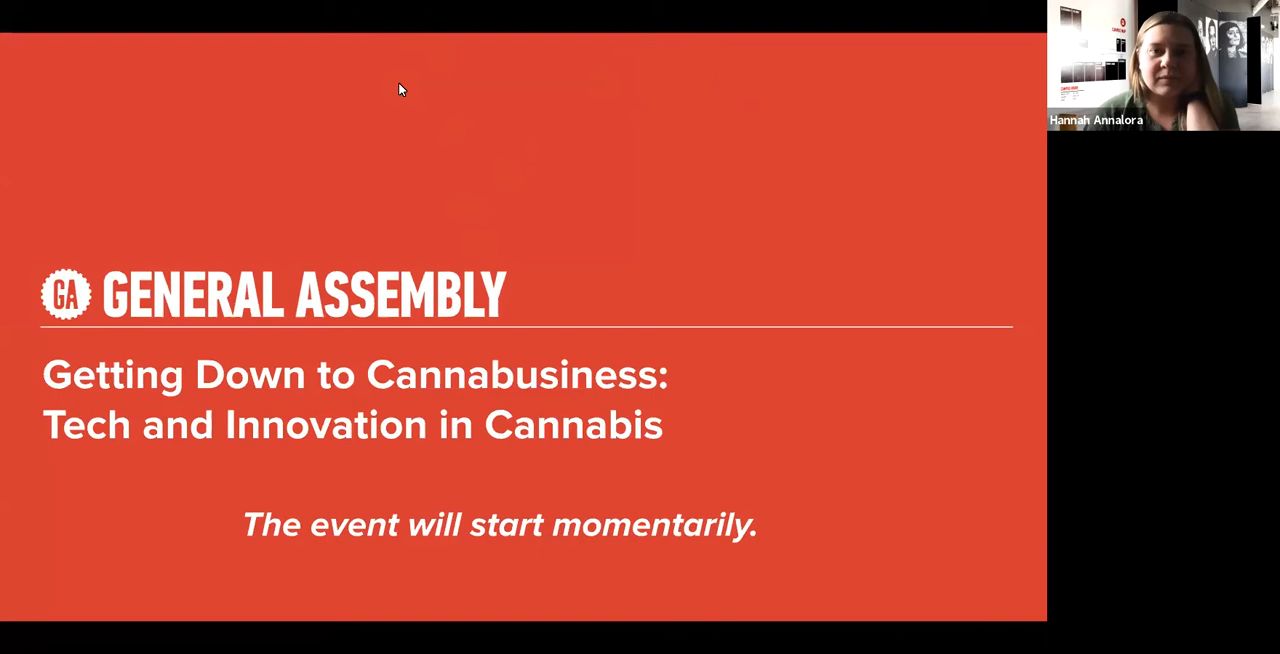 GA GENERAL ASSEMBLY
Getting Down to Cannabusiness:
Tech and Innovation in Cannabis
The event will start momentarily.
Hannah Annalora